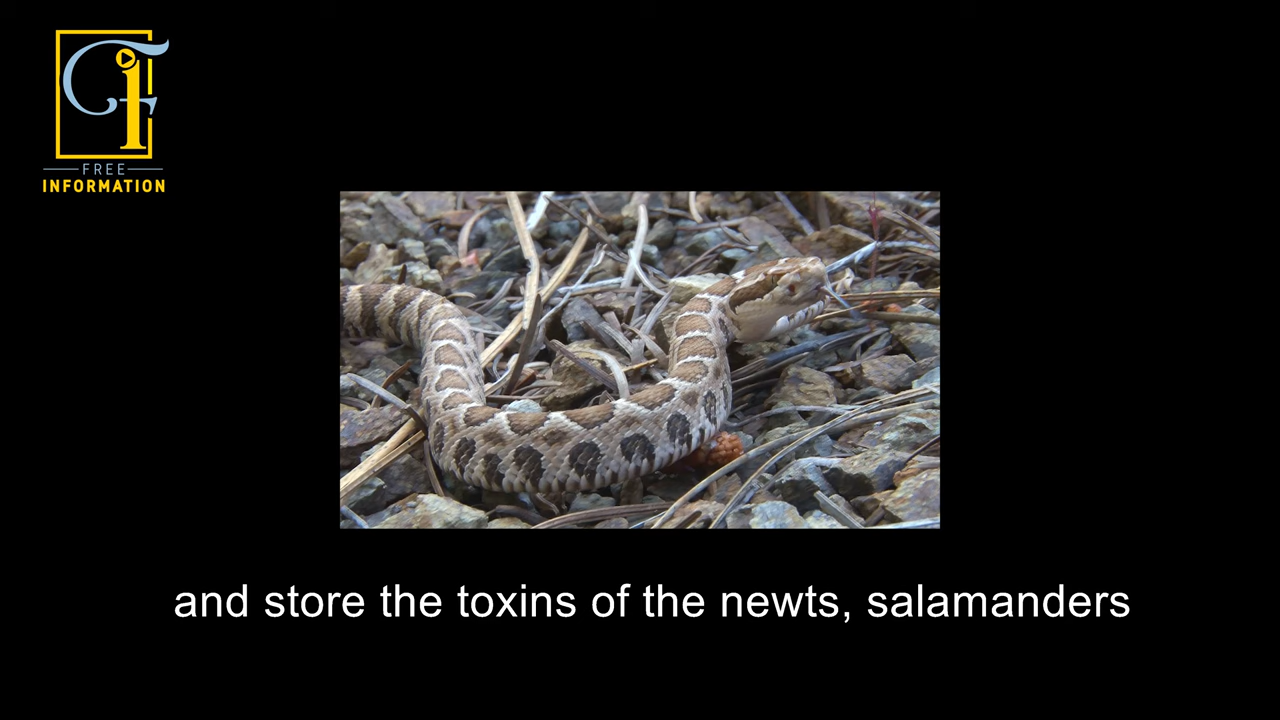 FREE
INFORMATION
and store the toxins of the newts, salamanders